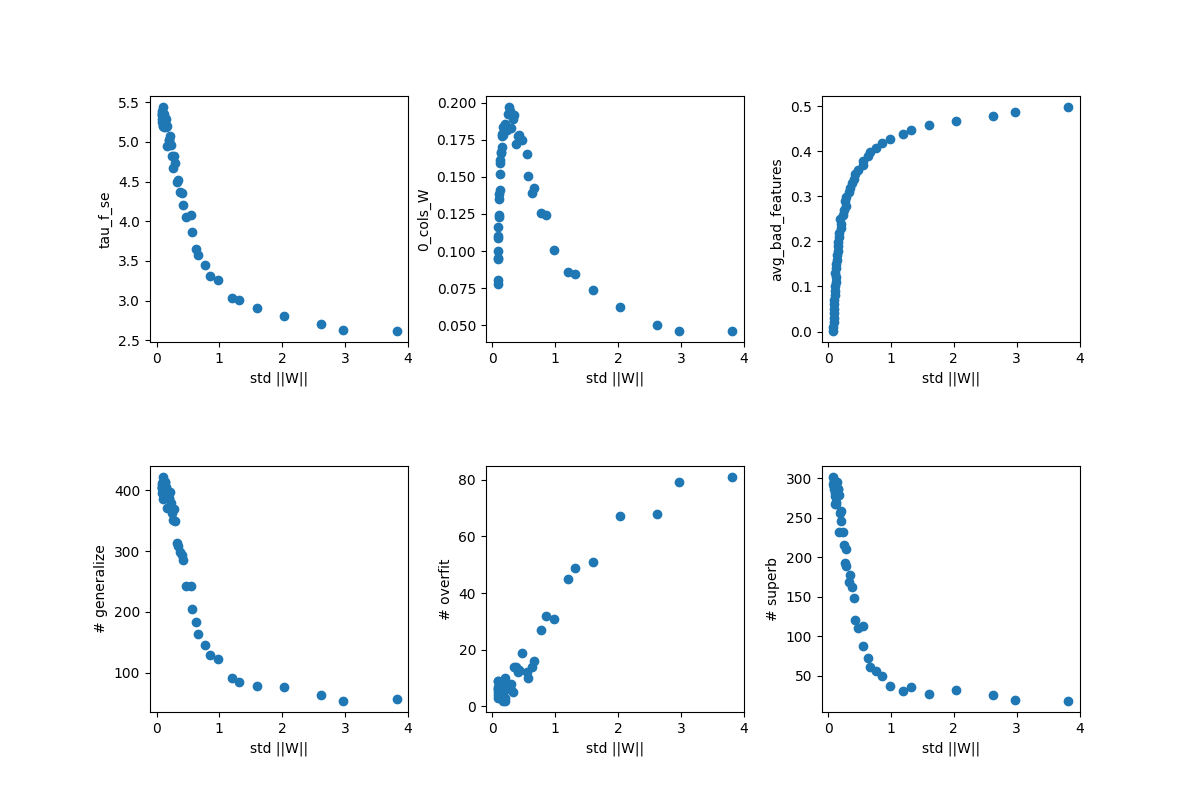 5.5
5.0
4.5
4.0
3.5
3.0
2.5
tau_f_se
0 1 2 3 4
std ||W||
0.200
0.175
0.150
0.125
0.100
0.075
0.050
0_cols_W
0 1 2 3 4
std ||W||
0.5
0.4
0.3
0.2
0.1
0.0
avg_bad_features
0 1 2 3 4
std ||W||
400
300
200
100
# generalize
0 1 2 3 4
std ||W||
80
60
40
20
0
# overfit
0 1 2 3 4
std ||W||
300
250
200
150
100
50
# superb
0 1 2 3 4
std ||W||